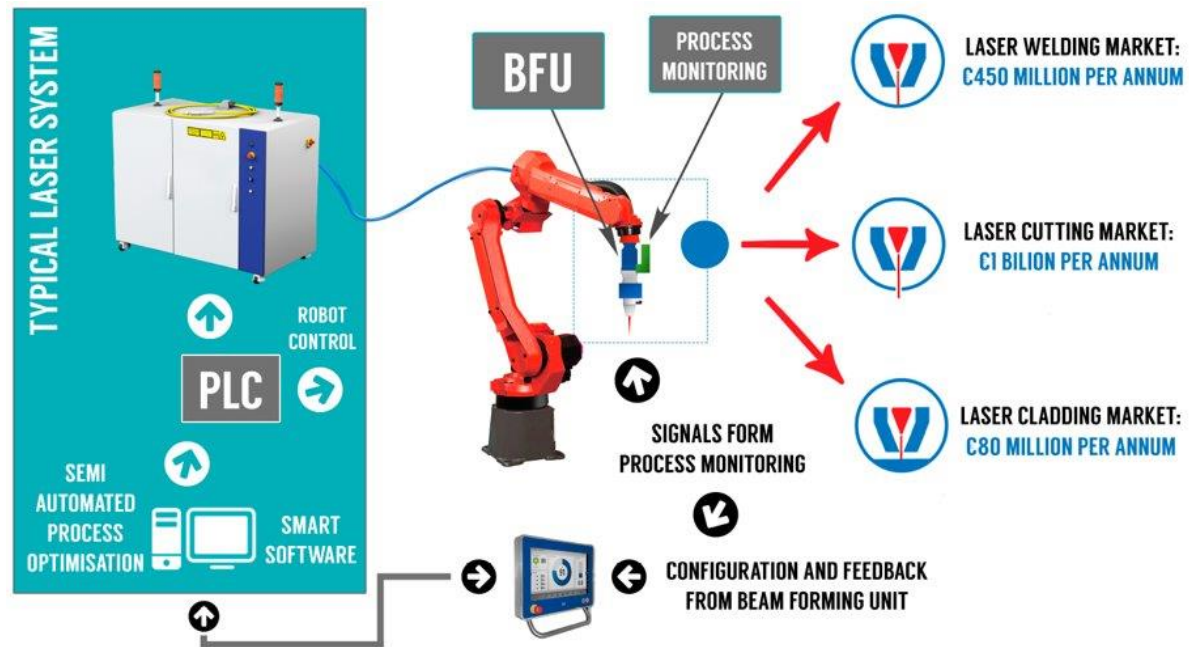 TYPICAL LASER SYSTEM
ROBOT
CONTROL
PLC
SEMI
AUTOMATED
PROCESS
OPTIMISATION
SMART
SOFTWARE
BFU
PROCESS
MONITORING
SIGNALS FORM
PROCESS MONITORING
CONFIGURATION AND FEEDBACK
FROM BEAM FORMING UNIT
LASER WELDING MARKET:
C450 MILLION PER ANNUM
LASER CUTTING MARKET:
C1 BILION PER ANNUM
LASER CLADDING MARKET:
C80 MILLION PER ANNUM